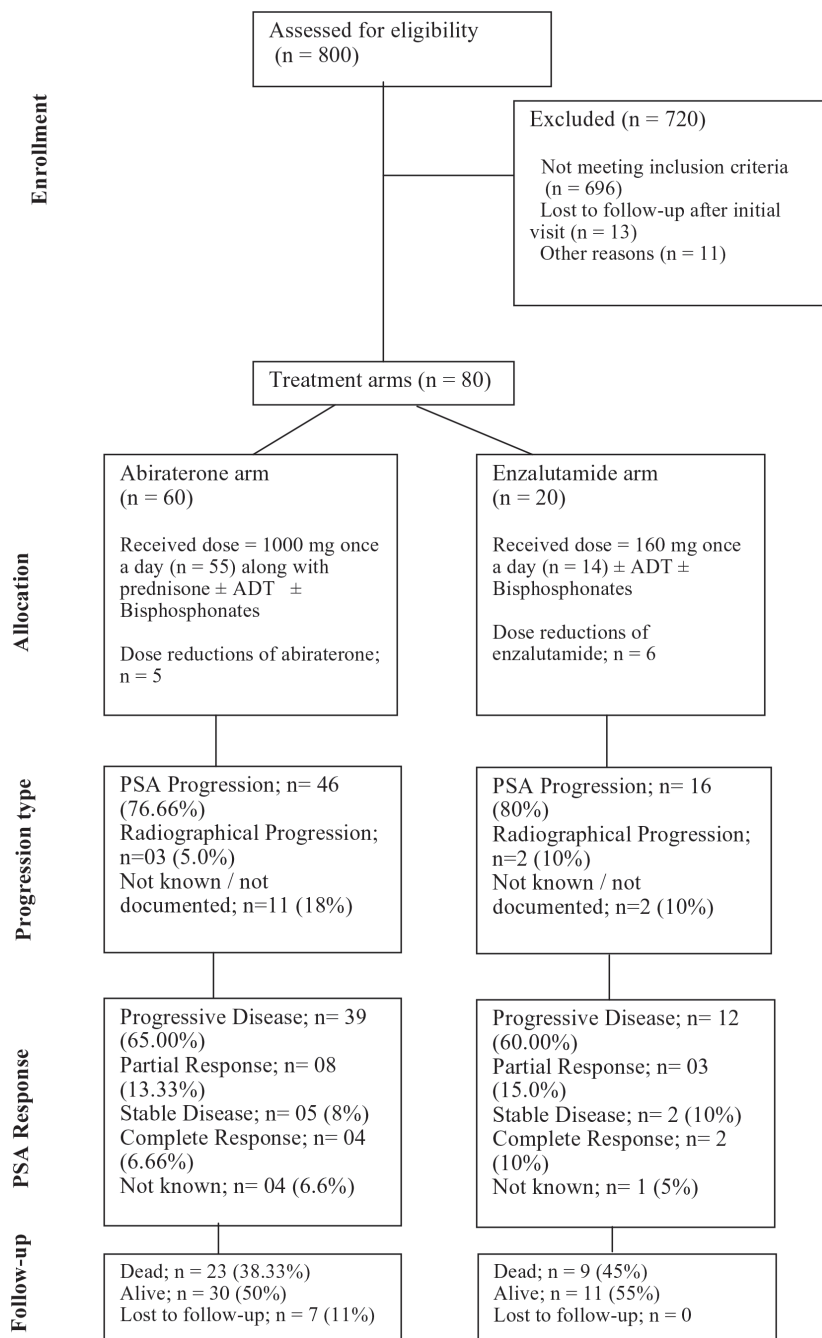 Assessed for eligibility
(n = 800)
Enrollment
Excluded (n = 720)
Not meeting inclusion criteria
(n = 696)
Lost to follow-up after initial
visit (n = 13)
Other reasons (n = 11)
Treatment arms (n = 80)
Allocation
Abiraterone arm
(n = 60)
Received dose = 1000 mg once
a day (n = 55) along with
prednisone ± ADT ±
Bisphosphonates
Dose reductions of abiraterone;
n = 5
Enzalutamide arm
(n = 20)
Received dose = 160 mg once
a day (n = 14) ± ADT ±
Bisphosphonates
Dose reductions of
enzalutamide; n = 6
Progression type
PSA Progression; n= 46
(76.66%)
Radiographical Progression;
n=03 (5.0%)
Not known / not
documented; n=11 (18%)
PSA Progression; n= 16
(80%)
Radiographical Progression;
n=2 (10%)
Not known / not
documented; n=2 (10%)
PSA Response
Progressive Disease; n= 39
(65.00%)
Partial Response; n= 08
(13.33%)
Stable Disease; n= 05 (8%)
Complete Response; n= 04
(6.66%)
Not known; n= 04 (6.6%)
Progressive Disease; n= 12
(60.00%)
Partial Response; n= 03
(15.0%)
Stable Disease; n= 2 (10%)
Complete Response; n= 2
(10%)
Not known; n= 1 (5%)
Follow-up
Dead; n = 23 (38.33%)
Alive; n = 30 (50%)
Lost to follow-up; n = 7 (11%)
Dead; n = 9 (45%)
Alive; n = 11 (55%)
Lost to follow-up; n = 0